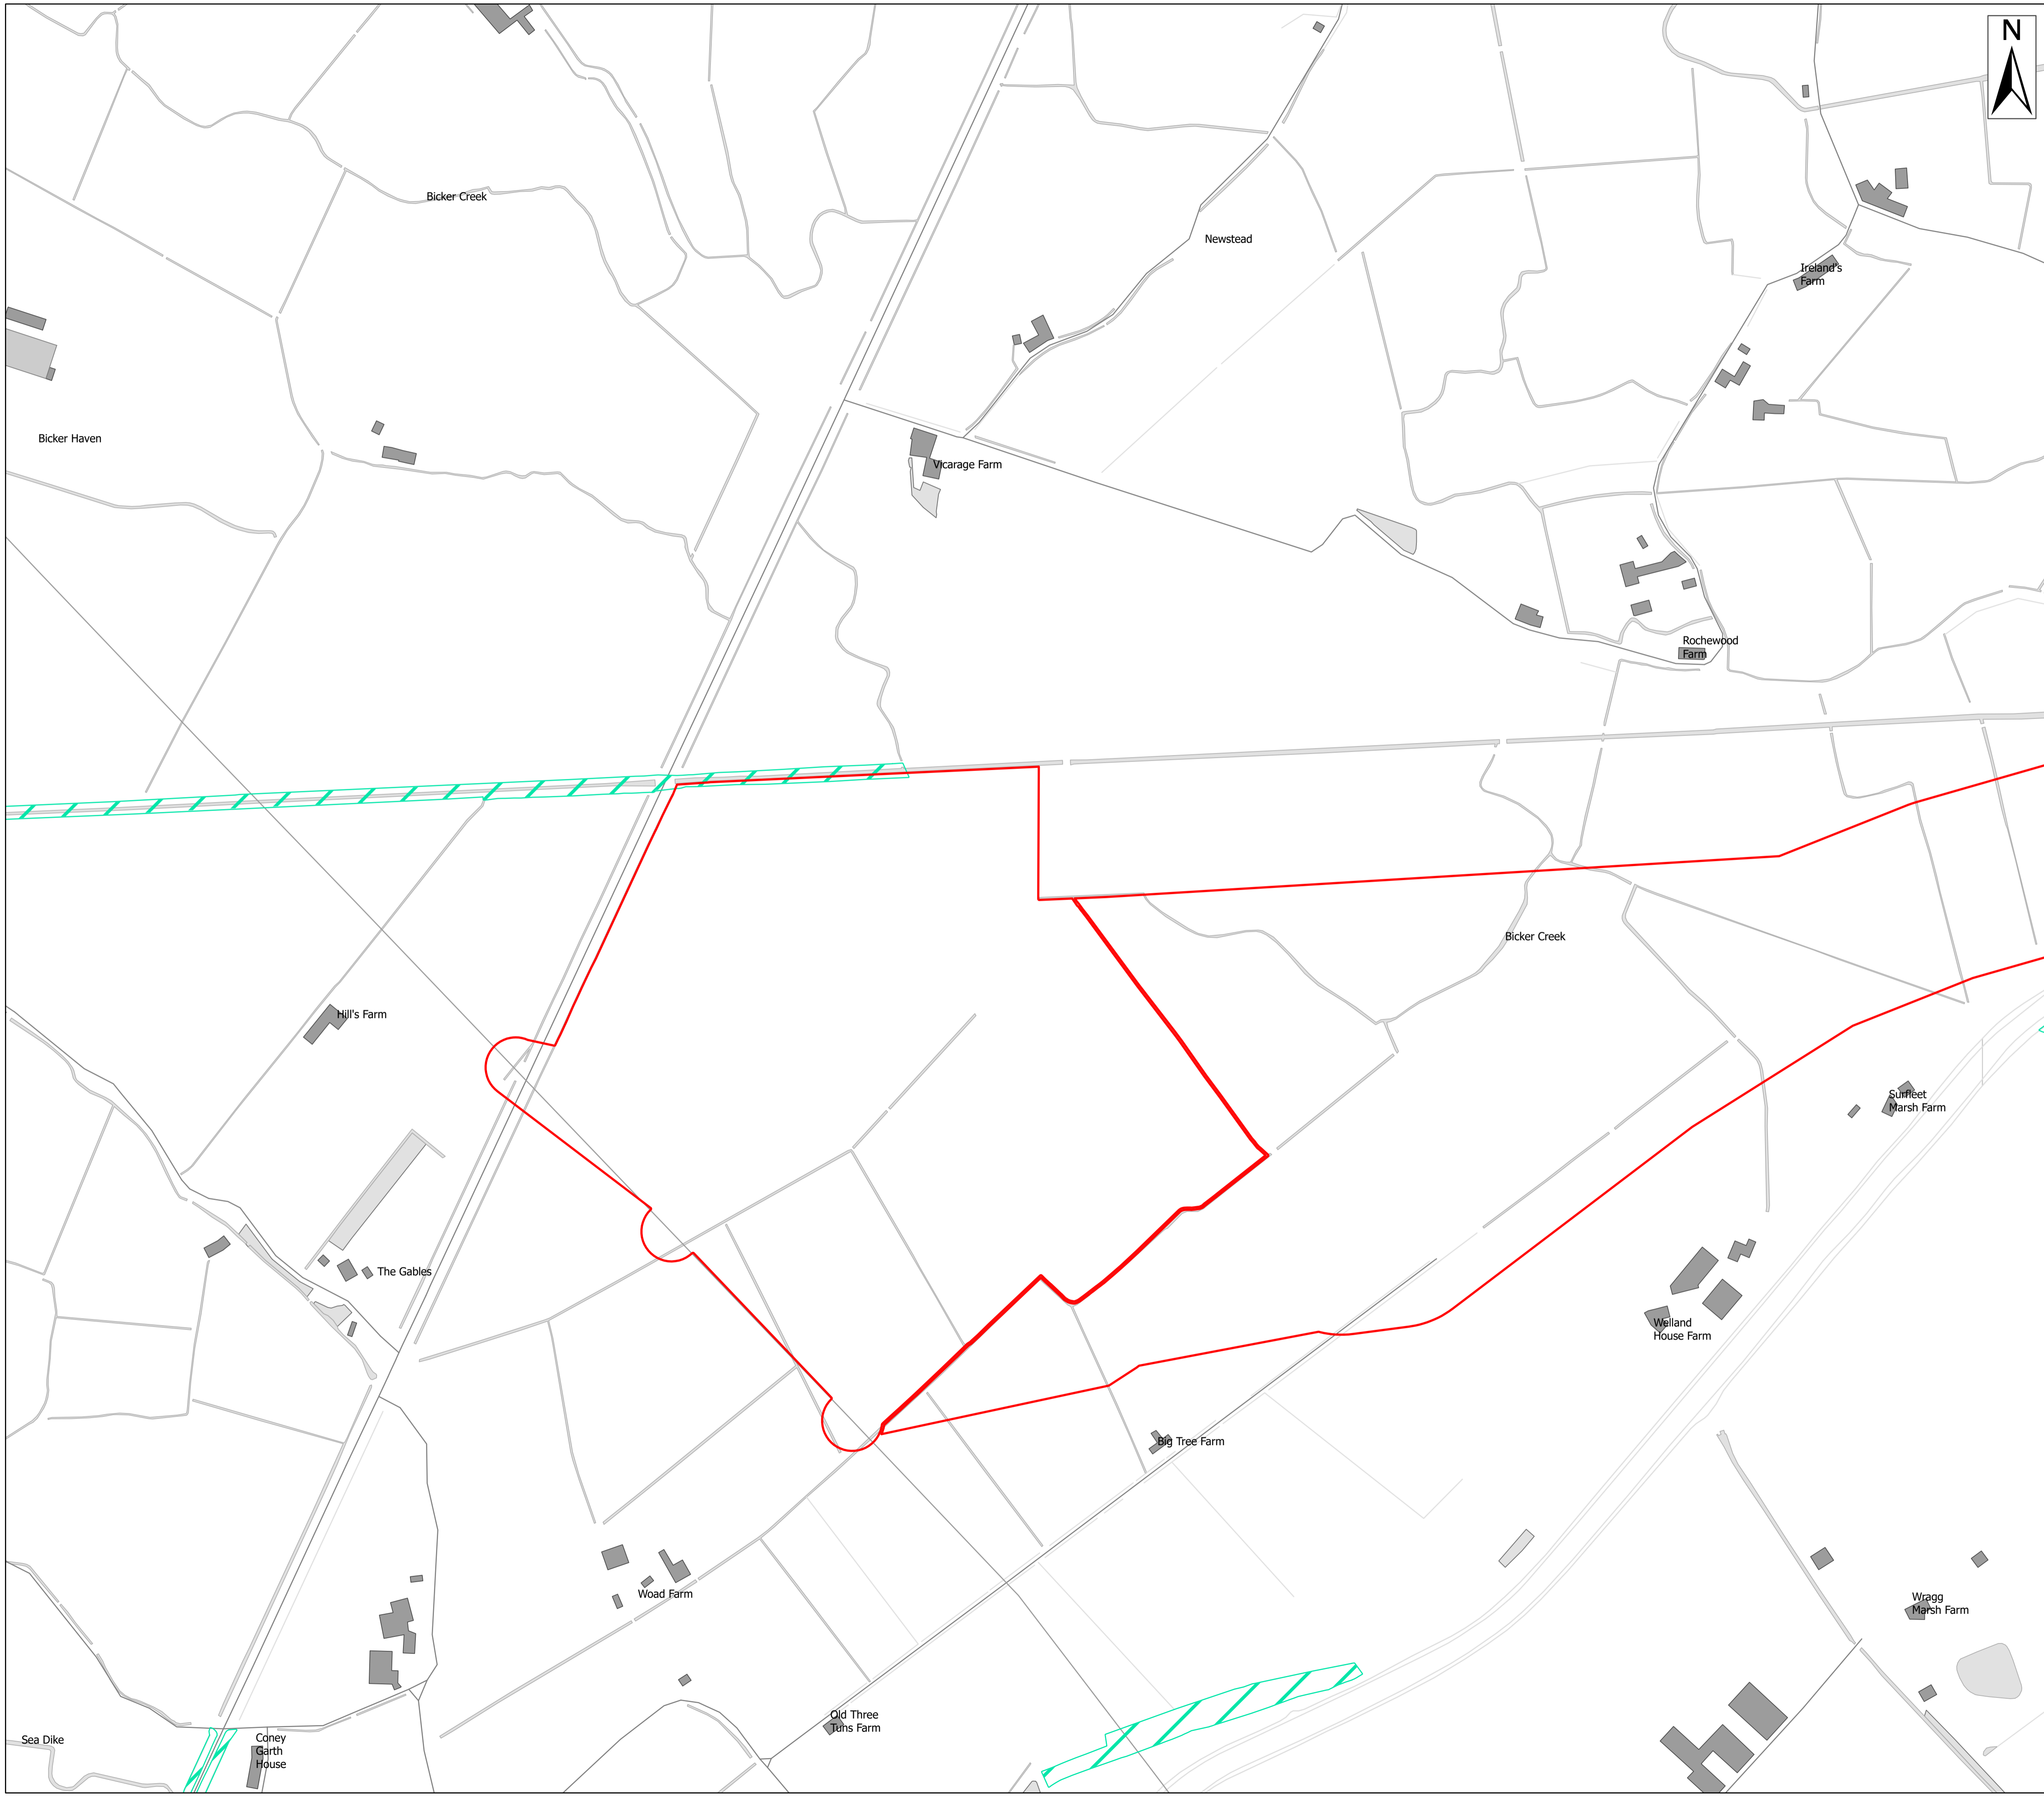 N
Bicker Creek
Newstead
Ireland's
Farm
Bicker Haven
Vicarage Farm
Rochewood
Farm
Bicker Creek
Hill's Farm
Surfleet
Marsh Farm
The Gables
Welland
House Farm
Big Tree Farm
Woad Farm
Wragg
Marsh Farm
Old Three
Tuns Farm
Sea Dike
Coney
Garth
House